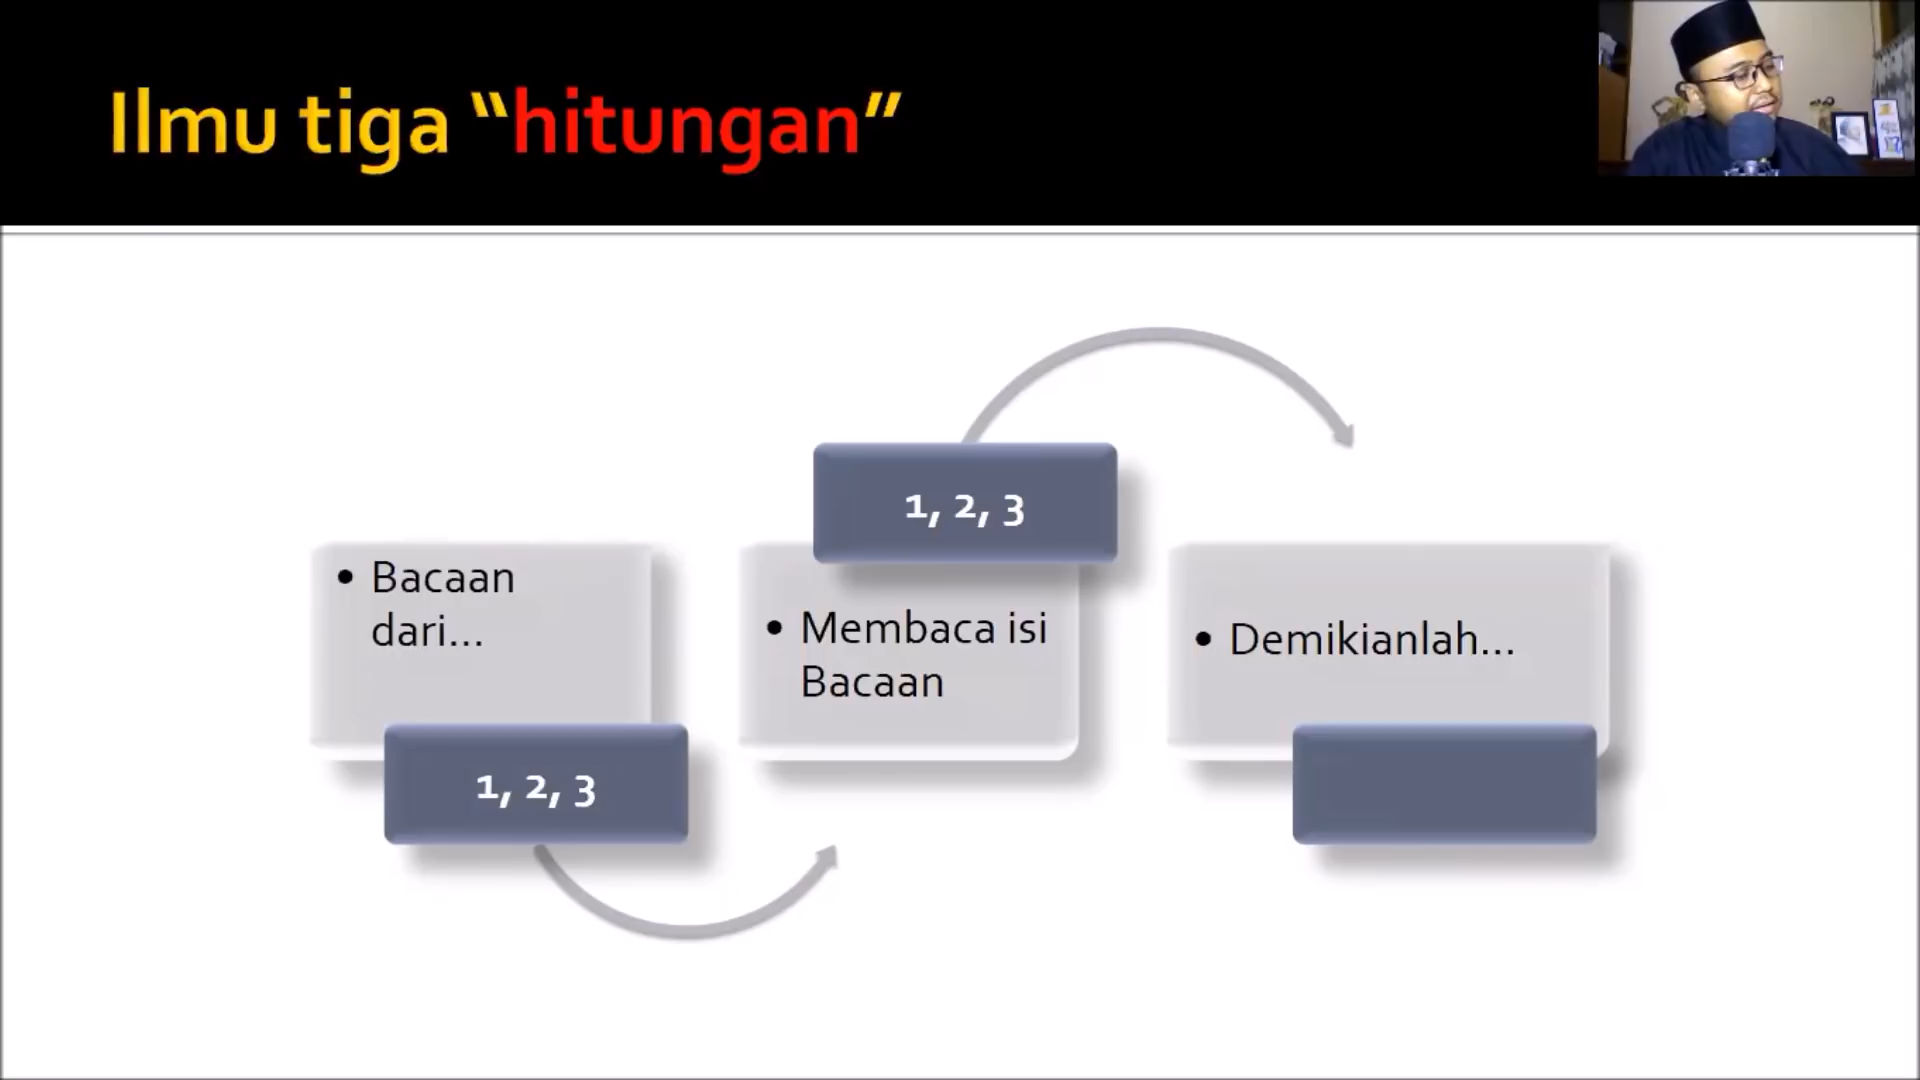 Ilmu tiga “hitungan”
• Bacaan
dari...
1, 2, 3
1, 2, 3
• Membaca isi
Bacaan
• Demikianlah...